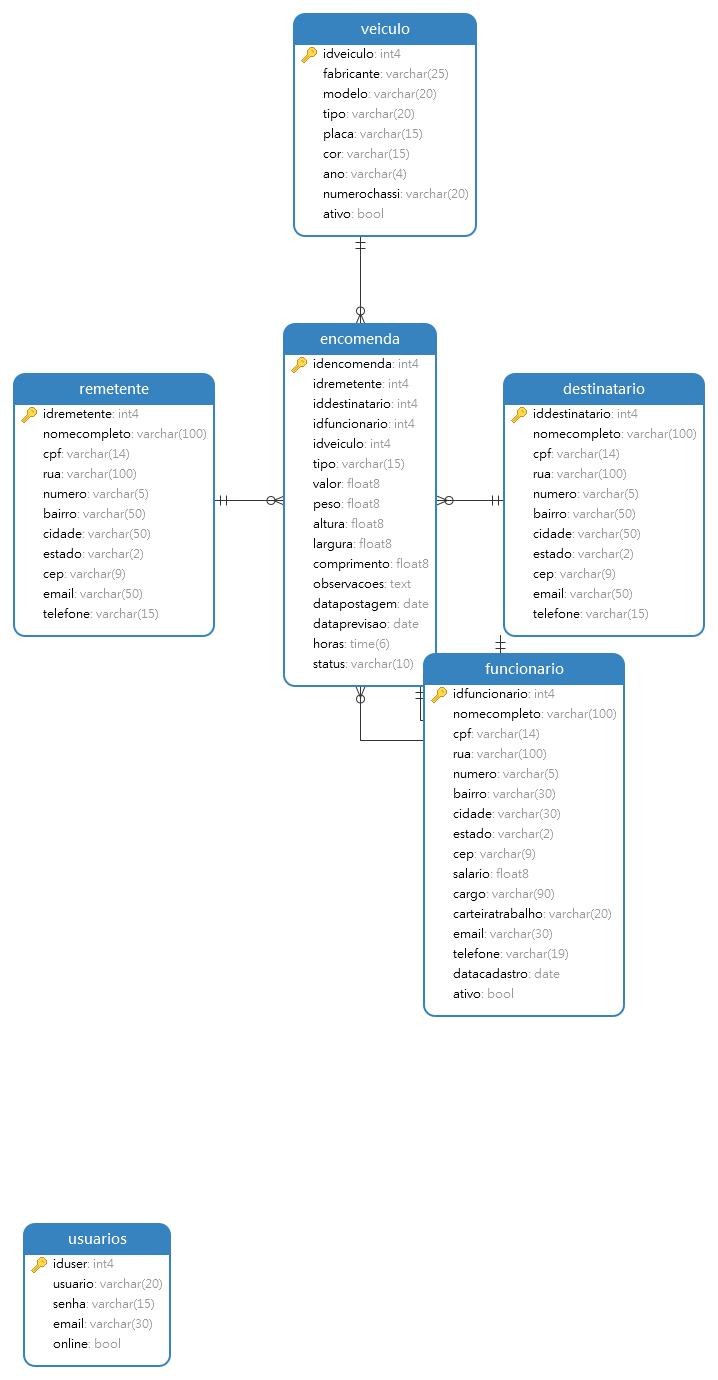 veiculo
idveiculo: int4
fabricante: varchar(25)
modelo: varchar(20)
tipo: varchar(20)
placa: varchar(15)
cor: varchar(15)
ano: varchar(4)
numerochassi: varchar(20)
ativo: bool
encomenda
idencomenda: int4
idremetente: int4
iddestinatario: int4
idfuncionario: int4
idveiculo: int4
tipo: varchar(15)
valor: float8
peso: float8
altura: float8
largura: float8
comprimento: float8
observacoes: text
datapostagem: date
dataprevisao: date
horas: time(6)
status: varchar(10)
remetente
idremetente: int4
nomecompleto: varchar(100)
cpf: varchar(14)
rua: varchar(100)
numero: varchar(5)
bairro: varchar(50)
cidade: varchar(50)
estado: varchar(2)
cep: varchar(9)
email: varchar(50)
telefone: varchar(15)
destinatario
iddestinatario: int4
nomecompleto: varchar(100)
cpf: varchar(14)
rua: varchar(100)
numero: varchar(5)
bairro: varchar(50)
cidade: varchar(50)
estado: varchar(2)
cep: varchar(9)
email: varchar(50)
telefone: varchar(15)
funcionario
idfuncionario: int4
nomecompleto: varchar(100)
cpf: varchar(14)
rua: varchar(100)
numero: varchar(5)
bairro: varchar(30)
cidade: varchar(30)
estado: varchar(2)
cep: varchar(9)
salario: float8
cargo: varchar(90)
carteiratrabalho: varchar(20)
email: varchar(30)
telefone: varchar(19)
datacadastro: date
ativo: bool
usuarios
iduser: int4
usuario: varchar(20)
senha: varchar(15)
email: varchar(30)
online: bool